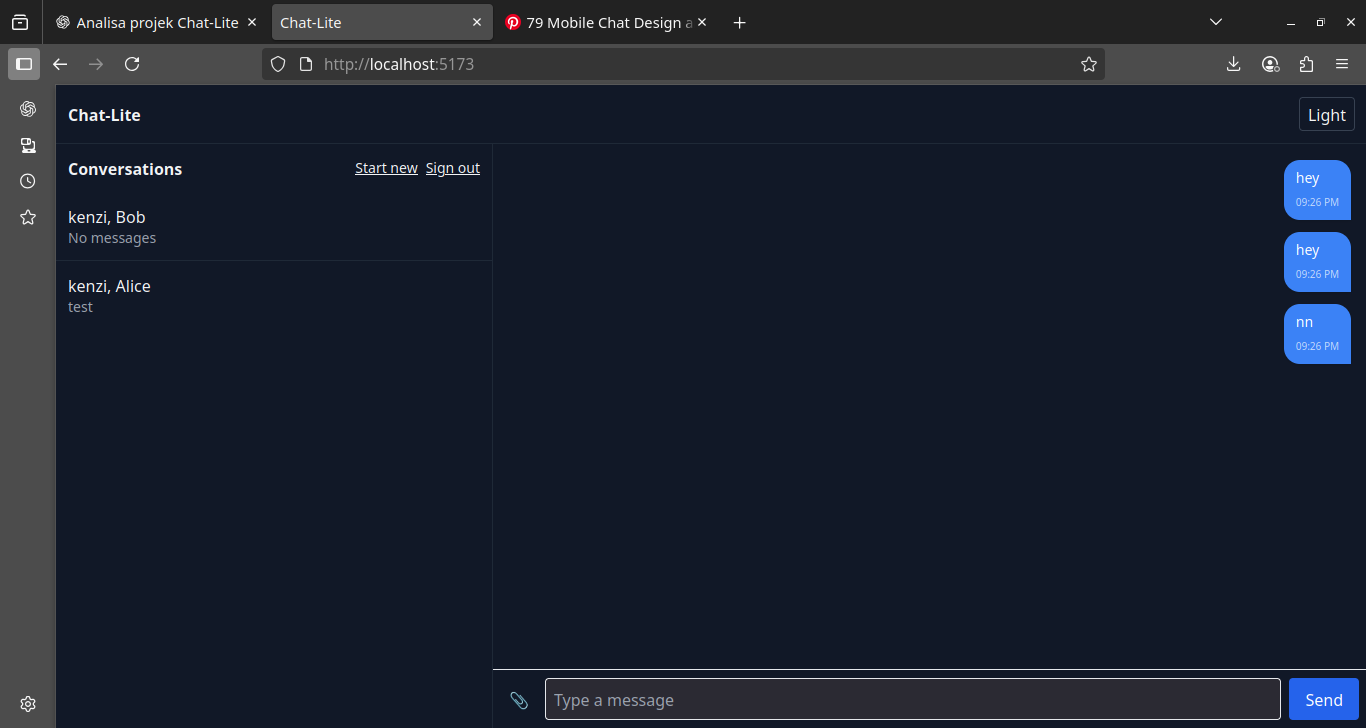 Analisa projek Chat-Lite
Chat-Lite
79 Mobile Chat Design a
http://localhost:5173
Chat-Lite
Light
Conversations
Start new
Sign out
kenzi, Bob
No messages
kenzi, Alice
test
hey
09:26 PM
hey
09:26 PM
nn
09:26 PM
Type a message
Send